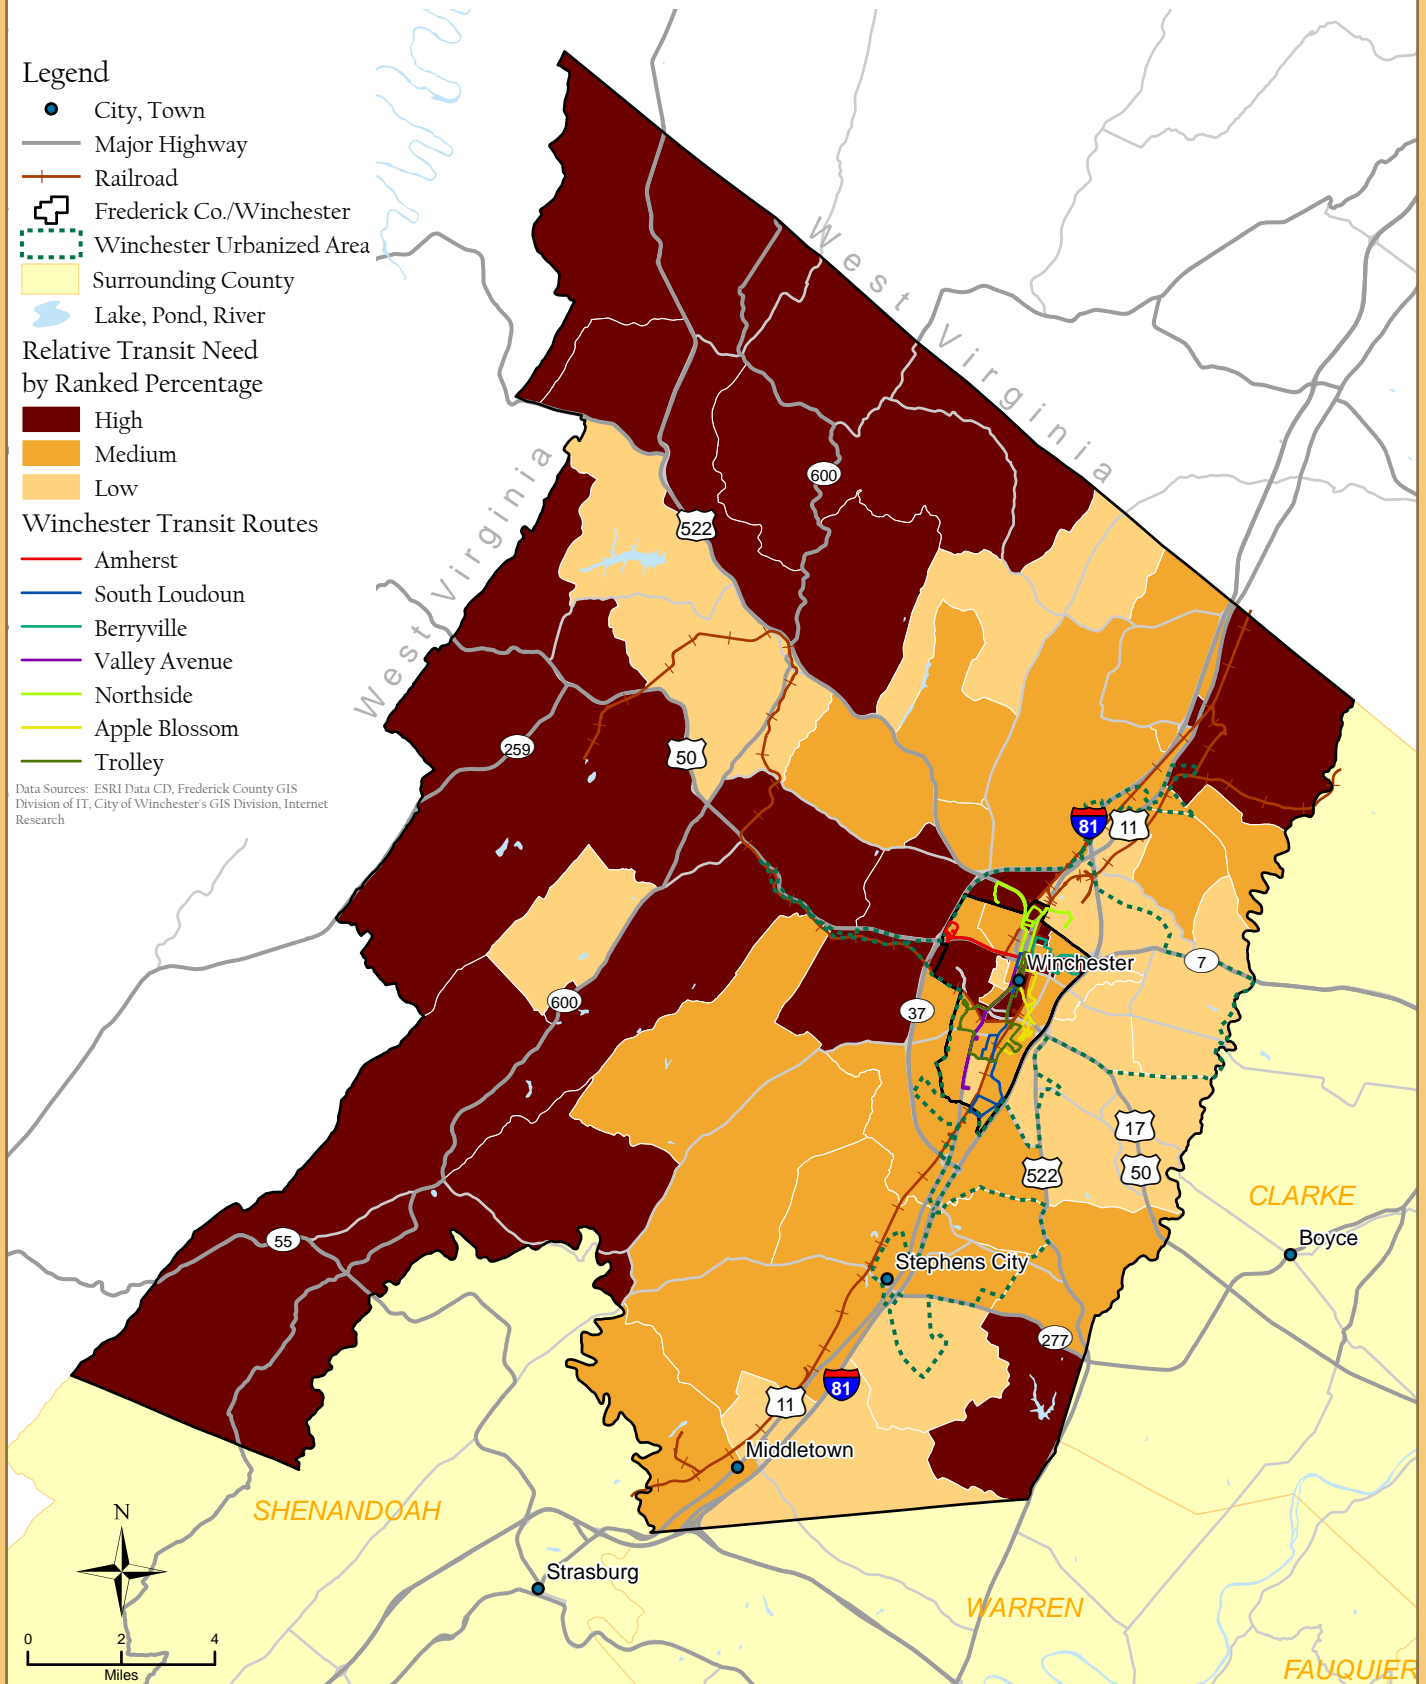 Legend
City, Town
Major Highway
Railroad
Frederick Co./Winchester
Winchester Urbanized Area
Surrounding County
Lake, Pond, River
Relative Transit Need
by Ranked Percentage
High
Medium
Low
Winchester Transit Routes
Amherst
South Loudoun
Berryville
Valley Avenue
Northside
Apple Blossom
Trolley
Data Sources: ESRI Data CD, Frederick County GIS
Division of IT, City of Winchester's GIS Division, Internet
Research
West Virginia
West Virginia
West Virginia
600
522
259
50
81
11
7
Winchester
600
37
17
50
522
CLARKE
55
Boyce
Stephens City
277
81
11
Middletown
SHENANDOAH
N
Strasburg
WARREN
0 2 4
Miles
FAUQUIER